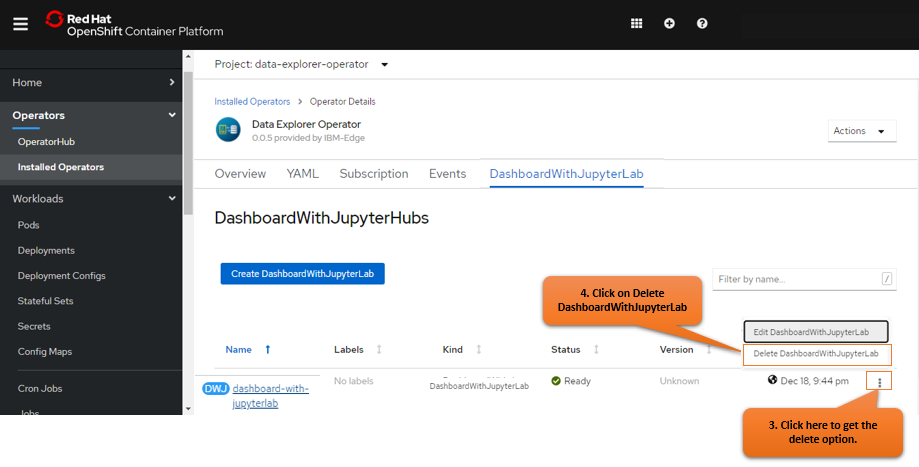 Red Hat
OpenShift Container Platform
Project: data-explorer-operator
Home
Operators
OperatorHub
Installed Operators
Workloads
Pods
Deployments
Deployment Configs
Stateful Sets
Secrets
Config Maps
Cron Jobs
Jobs
Installed Operators > Operator Details
Data Explorer Operator
0.0.5 provided by IBM-Edge
Actions
Overview YAML Subscription Events DashboardWithJupyterLab
DashboardWithJupyterHubs
Create DashboardWithJupyterLab
Filter by name... /
4. Click on Delete
DashboardWithJupyterLab
Edit DashboardWithJupyterLab
Delete DashboardWithJupyterLab
Name Labels Kind Status Version
DWJ dashboard-with-
jupyterlab
No labels
DashboardWithJupyterLab
Ready
Unknown
Dec 18, 9:44 pm
3. Click here to get the
delete option.